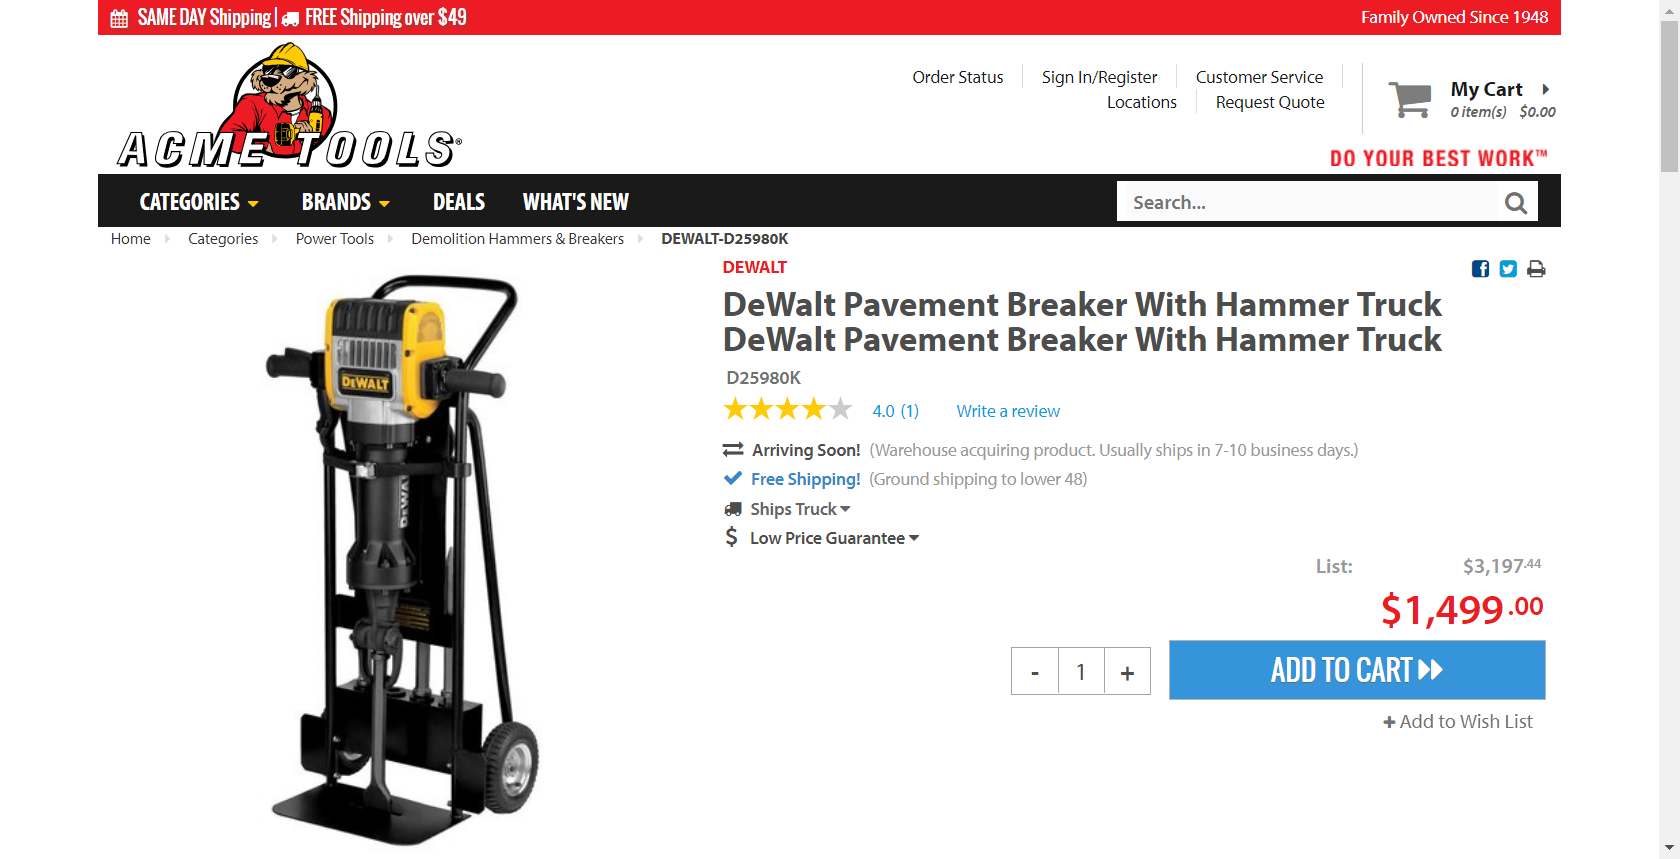 SAME DAY Shipping | FREE Shipping over $49
Family Owned Since 1948
ACME TOOLS®
Order Status
Sign In/Register
Customer Service
Locations
Request Quote
My Cart
0 item(s) $0.00
DO YOUR BEST WORK™
CATEGORIES
BRANDS
DEALS
WHAT'S NEW
Search...
Home
Categories
Power Tools
Demolition Hammers & Breakers
DEWALT-D25980K
DEWALT
DeWalt Pavement Breaker With Hammer Truck
DeWalt Pavement Breaker With Hammer Truck
D25980K
4.0 (1)
Write a review
Arriving Soon! (Warehouse acquiring product. Usually ships in 7-10 business days.)
Free Shipping! (Ground shipping to lower 48)
Ships Truck
$ Low Price Guarantee
List: $3,197.44
$1,499.00
- 1 +
ADD TO CART
+ Add to Wish List
DEWALT
DEWALT